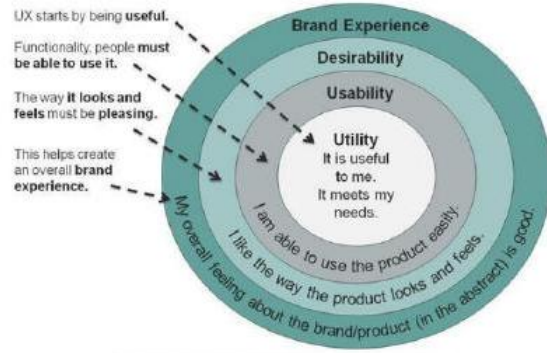 UX starts by being useful.
Functionality, people must
be able to use it.
The way it looks and
feels must be pleasing.
This helps create
an overall brand
experience.
Brand Experience
Desirability
Usability
Utility
It is useful
to me.
It meets my
needs.
I am able to use the product easily.
I like the way the product looks and feels.
My overall feeling about the brand/product (in the abstract) is good.